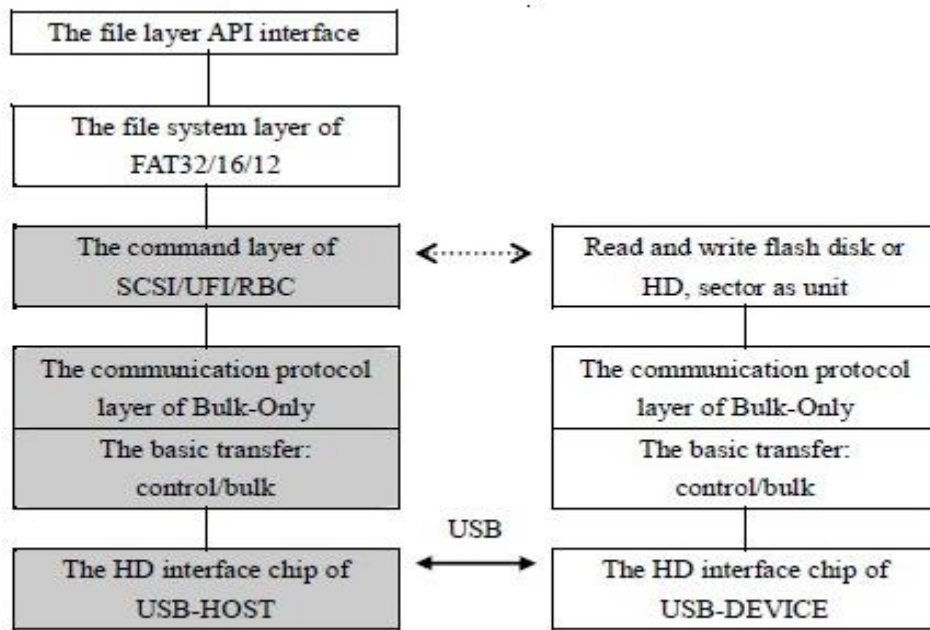 The file layer API interface
The file system layer of
FAT32/16/12
The command layer of
SCSI/UFI/RBC
Read and write flash disk or
HD, sector as unit
The communication protocol
layer of Bulk-Only
The basic transfer:
control/bulk
The communication protocol
layer of Bulk-Only
The basic transfer:
control/bulk
USB
The HD interface chip of
USB-HOST
The HD interface chip of
USB-DEVICE